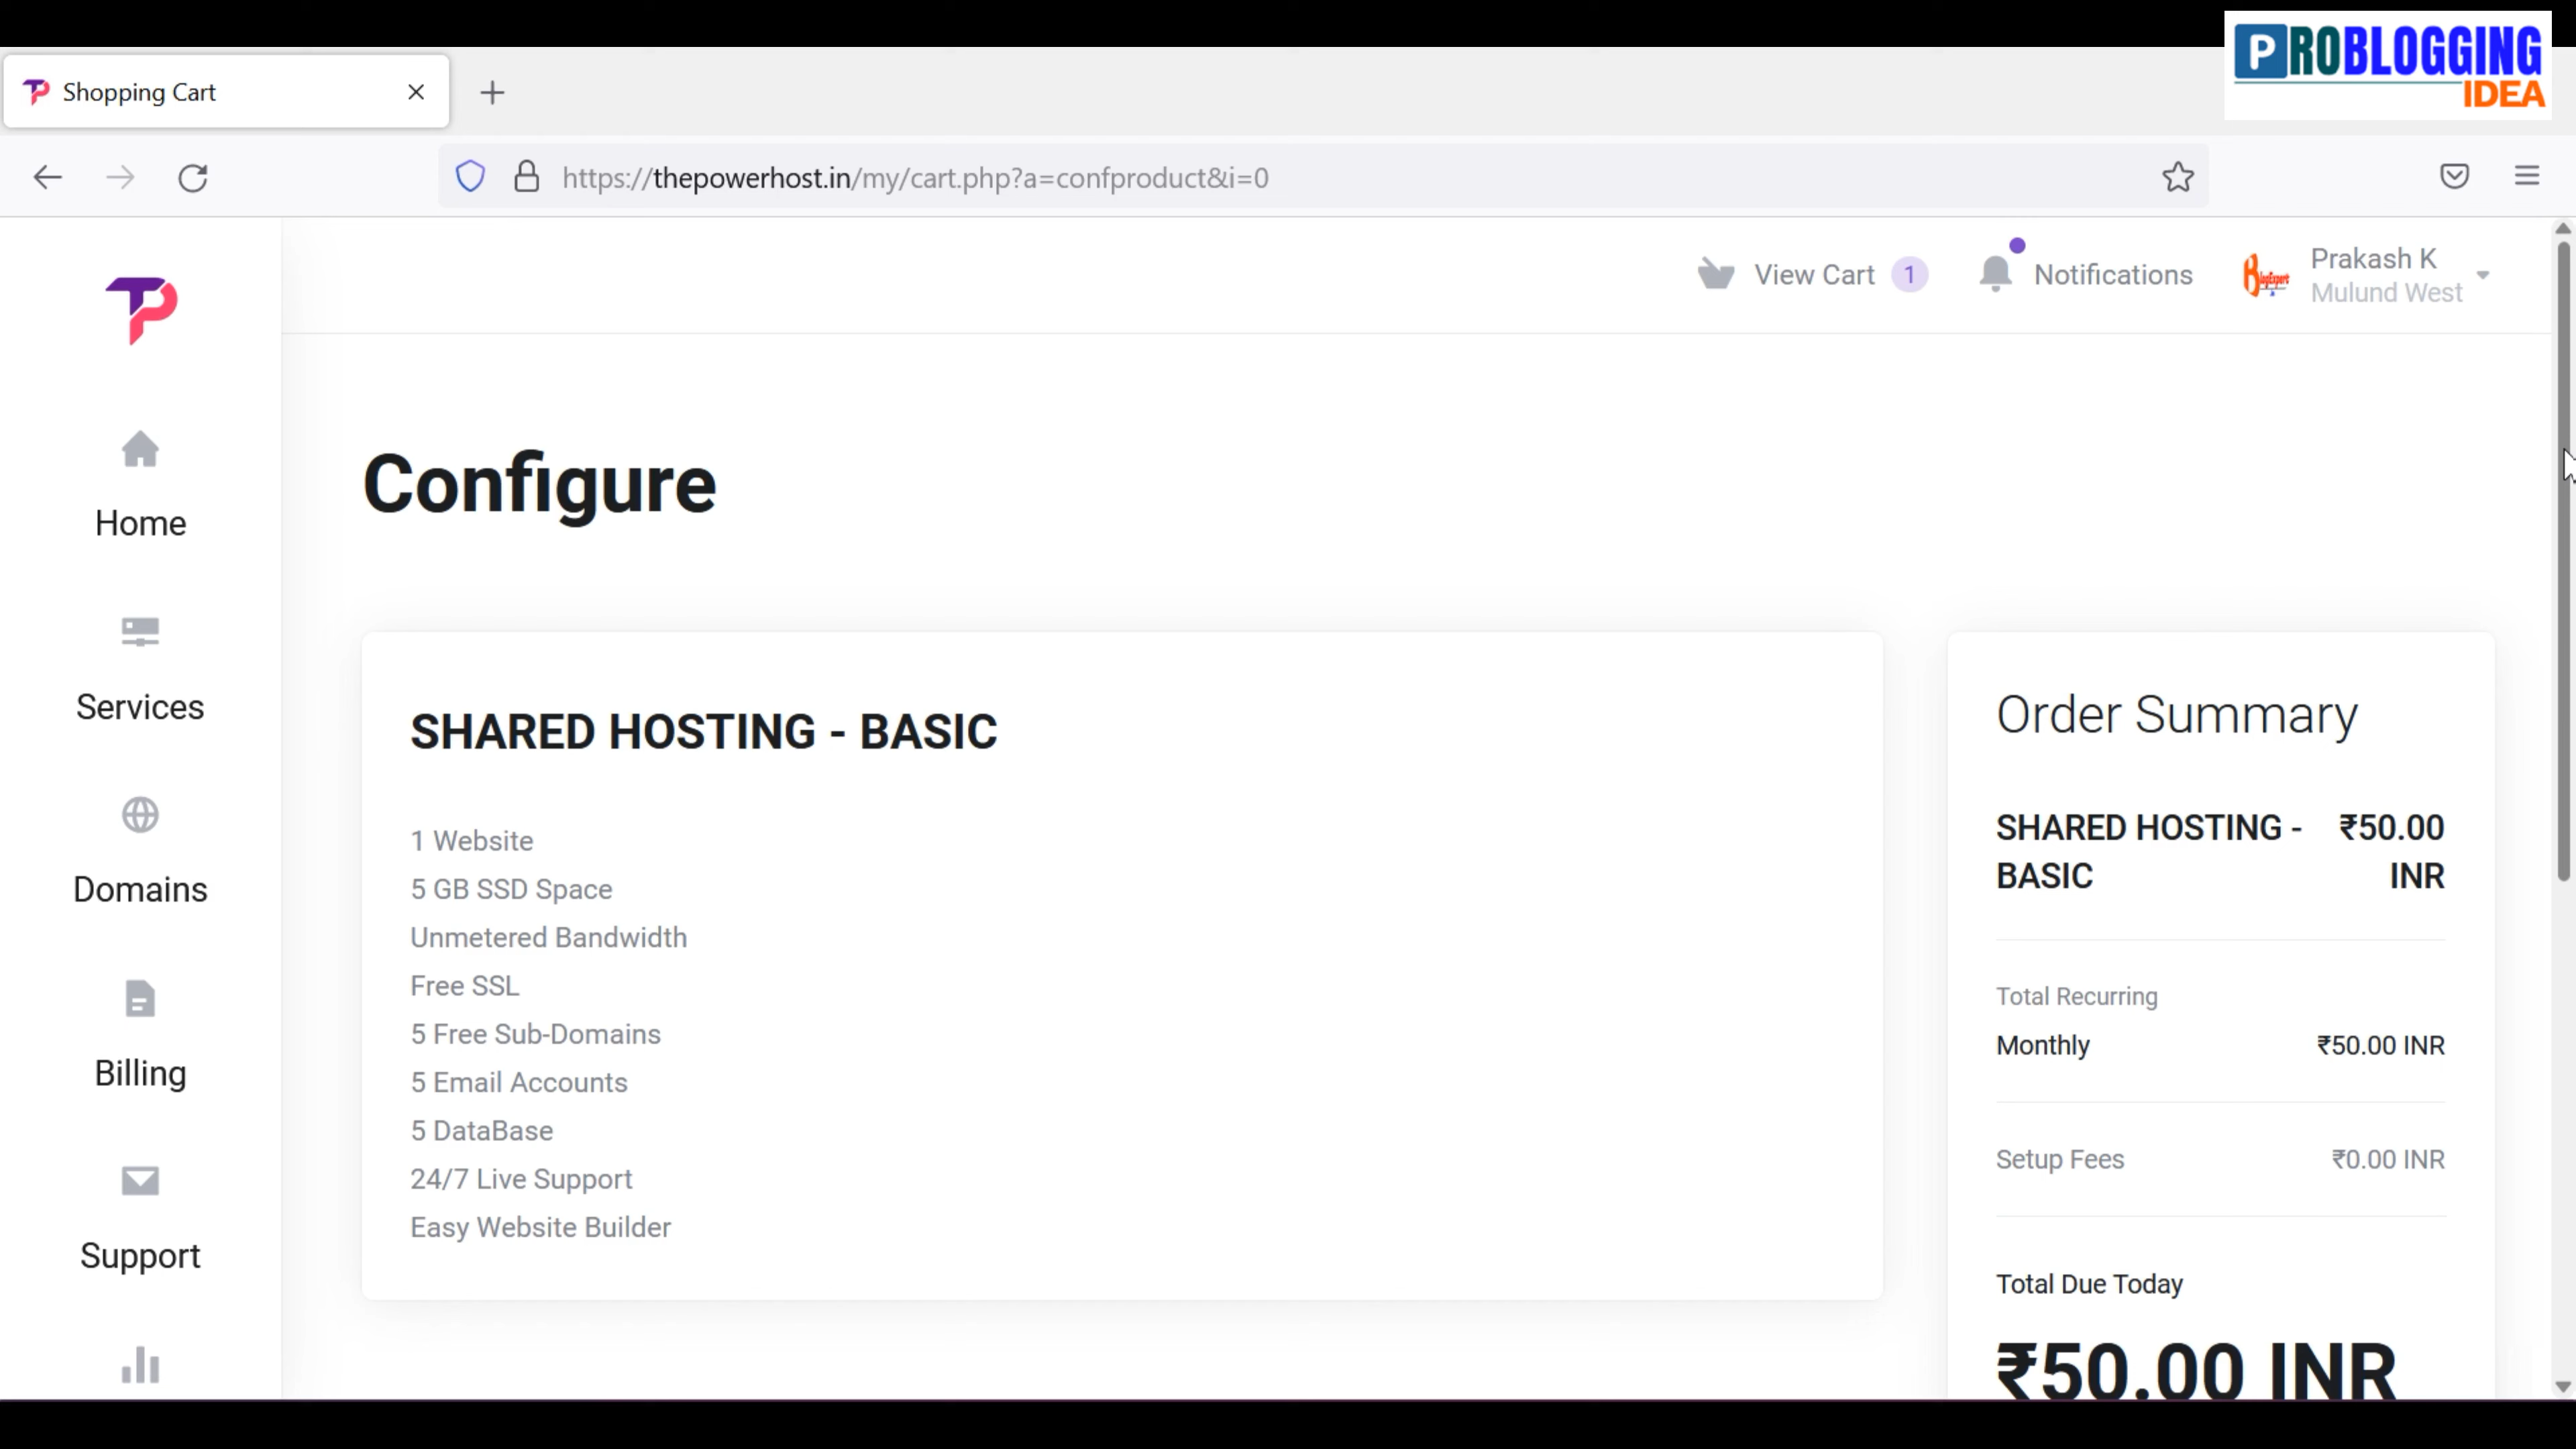 PROBLOGGING
IDEA
Shopping Cart
https://thepowerhost.in/my/cart.php?a=confproduct&i=0
View Cart 1
Notifications
Prakash K
Mulund West
Home
Services
Domains
Billing
Support
Configure
SHARED HOSTING - BASIC
1 Website
5 GB SSD Space
Unmetered Bandwidth
Free SSL
5 Free Sub-Domains
5 Email Accounts
5 DataBase
24/7 Live Support
Easy Website Builder
Order Summary
SHARED HOSTING - ₹50.00
BASIC INR
Total Recurring
Monthly ₹50.00 INR
Setup Fees ₹0.00 INR
Total Due Today
₹50.00 INR